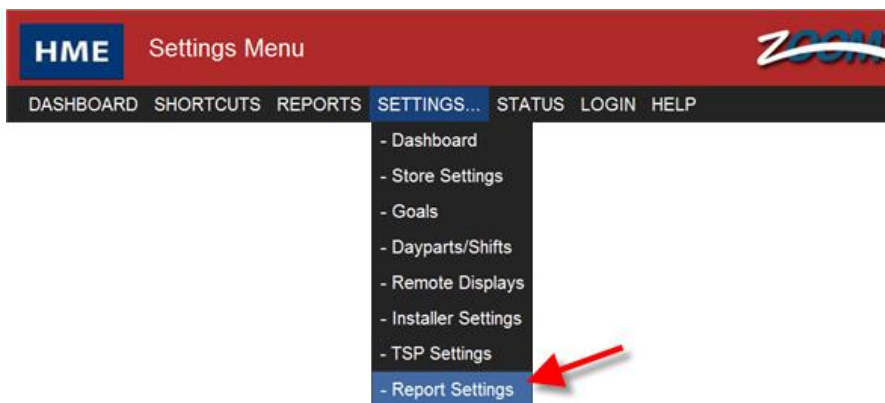 HME Settings Menu ZOOM
DASHBOARD SHORTCUTS REPORTS SETTINGS... STATUS LOGIN HELP
- Dashboard
- Store Settings
- Goals
- Dayparts/Shifts
- Remote Displays
- Installer Settings
- TSP Settings
- Report Settings